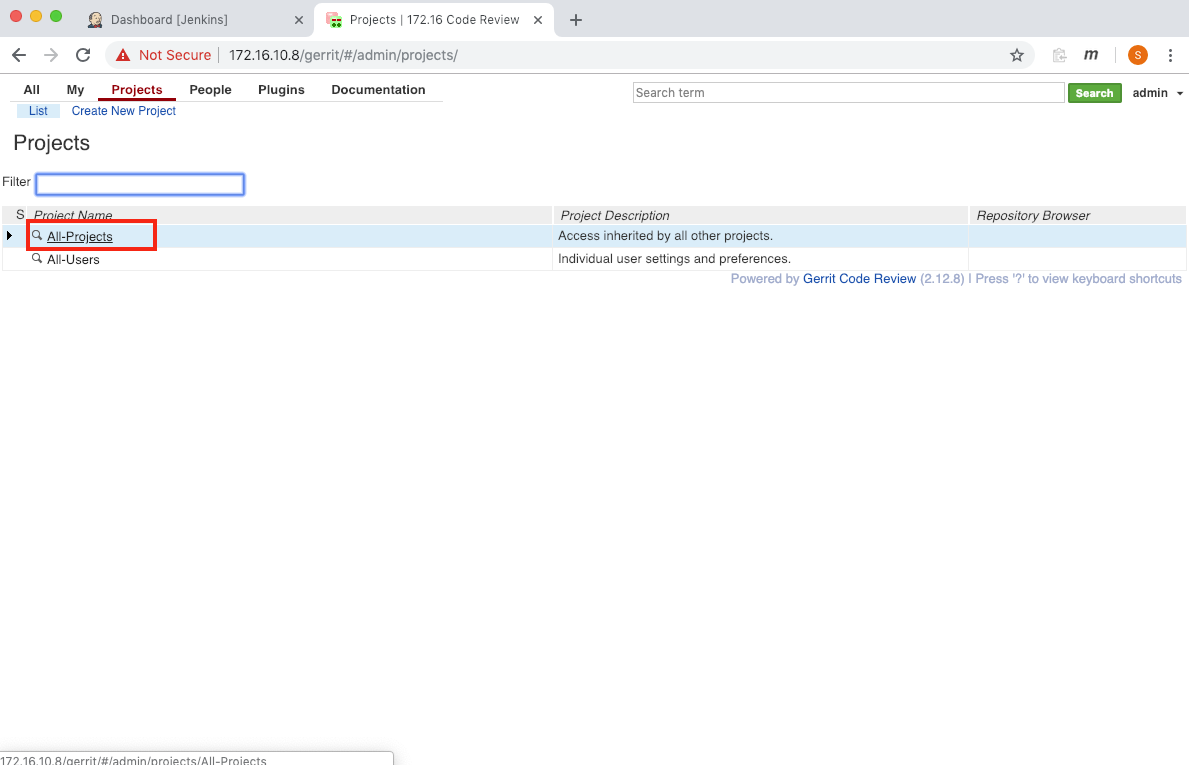 Dashboard [Jenkins]
Projects | 172.16 Code Review
Not Secure
172.16.10.8/gerrit/#/admin/projects/
m
S
All My Projects People Plugins Documentation
Search term
Search
admin
List Create New Project
Projects
Filter
S Project Name Project Description Repository Browser
All-Projects Access inherited by all other projects.
All-Users Individual user settings and preferences.
Powered by Gerrit Code Review (2.12.8) | Press '?' to view keyboard shortcuts
172.16.10.8/gerrit/#/admin/projects/All-Projects